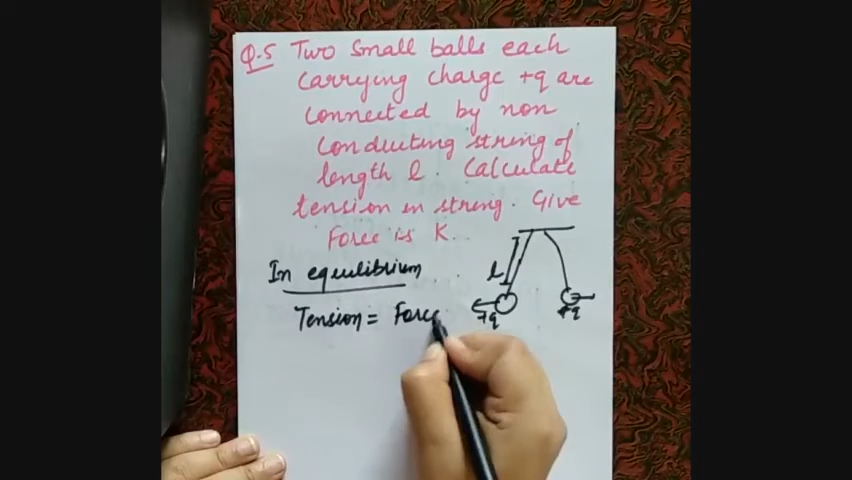 Q.5 Two small balls each
carrying charge +q are
connected by non
conducting string of
length l. Calculate
tension in string. Give
Force is K.
In equilibrium
Tension = Force
l
+q
+q